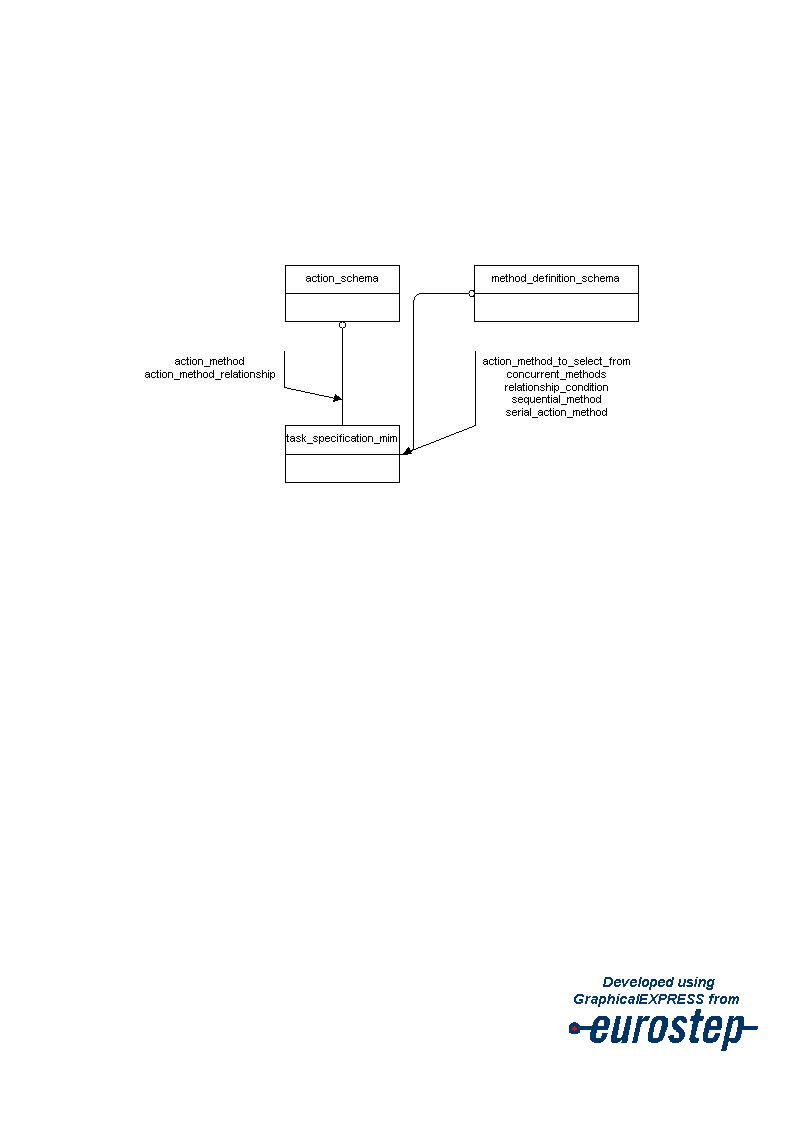 action_schema
method_definition_schema
action_method
action_method_relationship
action_method_to_select_from
concurrent_methods
relationship_condition
sequential_method
serial_action_method
task_specification_mim
Developed using
GraphicalEXPRESS from
eurostep